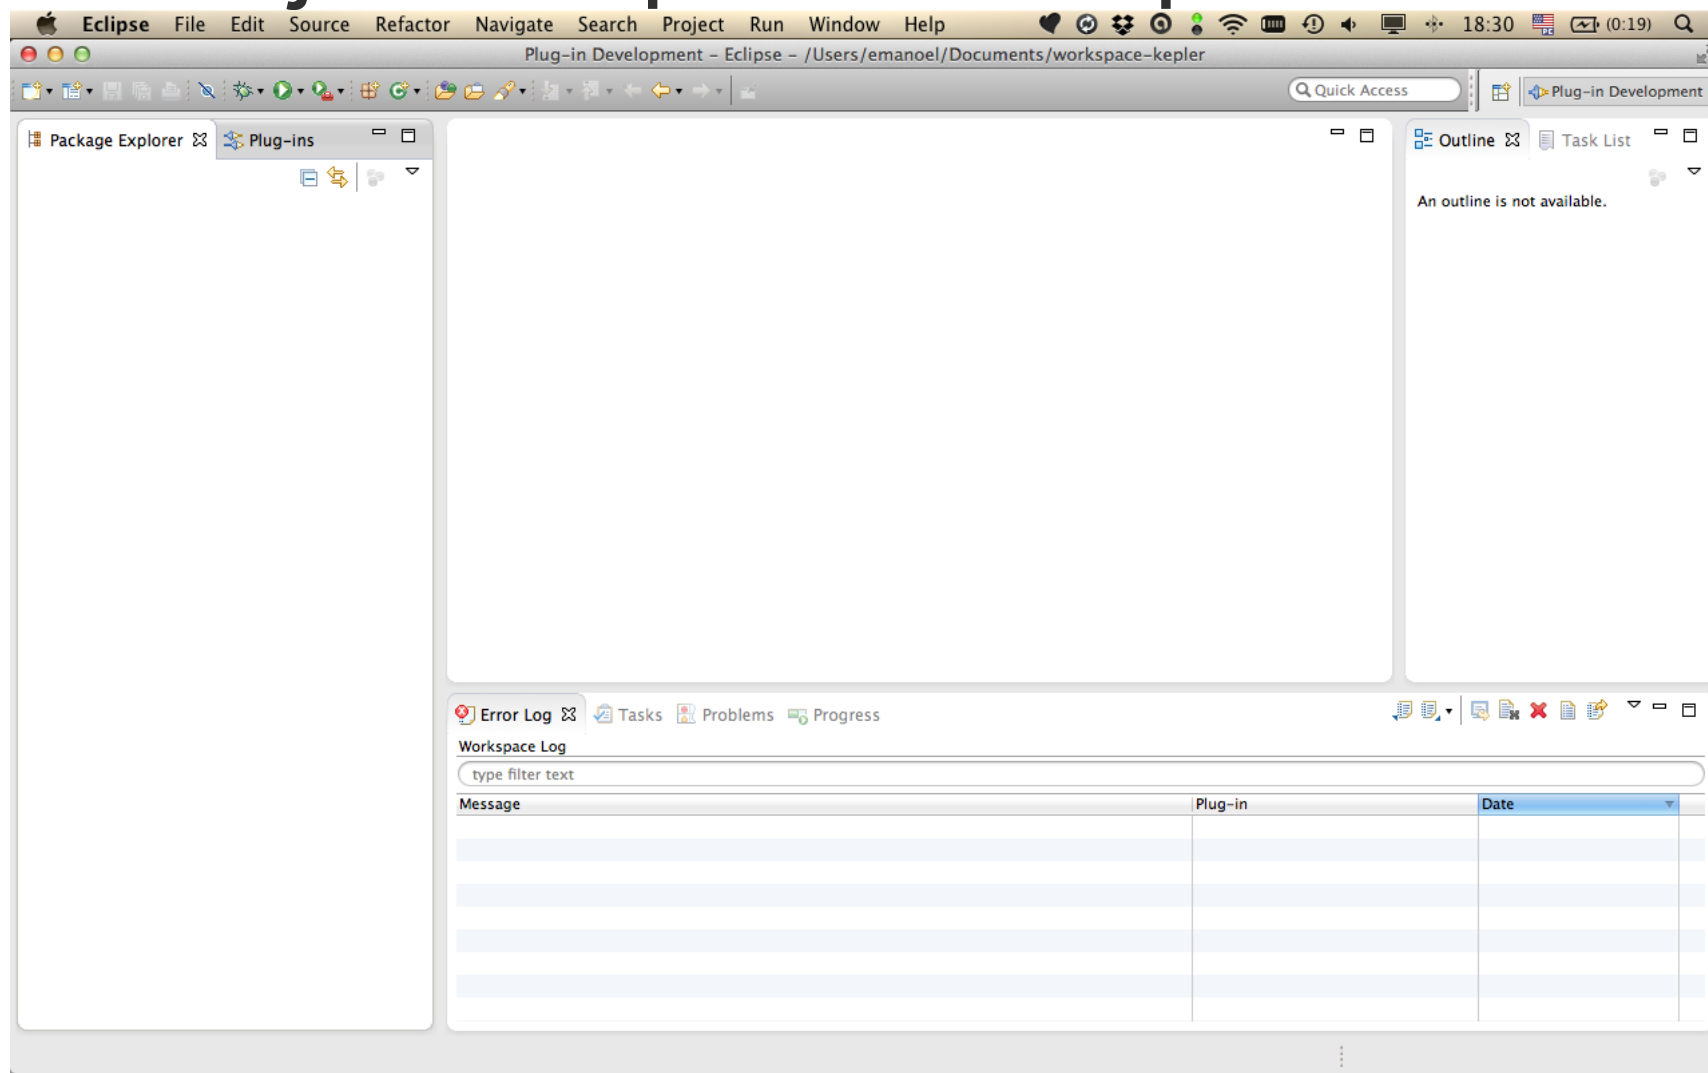 Eclipse File Edit Source Refactor Navigate Search Project Run Window Help 18:30 (0:19)
Plug-in Development – Eclipse – /Users/emanoel/Documents/workspace-kepler
Quick Access Plug-in Development
Package Explorer Plug-ins
Outline Task List
An outline is not available.
Error Log Tasks Problems Progress
Workspace Log
type filter text
Message Plug-in Date